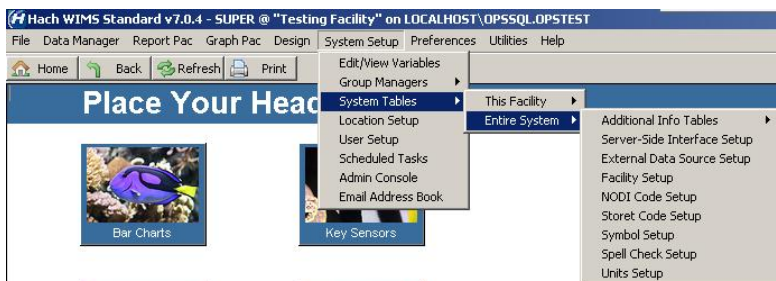 Hach WIMS Standard v7.0.4 - SUPER @ "Testing Facility" on LOCALHOST\OPSSQL.OPSTEST
File Data Manager Report Pac Graph Pac Design System Setup Preferences Utilities Help
Home Back Refresh Print
Place Your Head
Edit/View Variables
Group Managers
System Tables
Location Setup
User Setup
Scheduled Tasks
Admin Console
Email Address Book
This Facility
Entire System
Additional Info Tables
Server-Side Interface Setup
External Data Source Setup
Facility Setup
NODI Code Setup
Storet Code Setup
Symbol Setup
Spell Check Setup
Units Setup
Bar Charts
Key Sensors